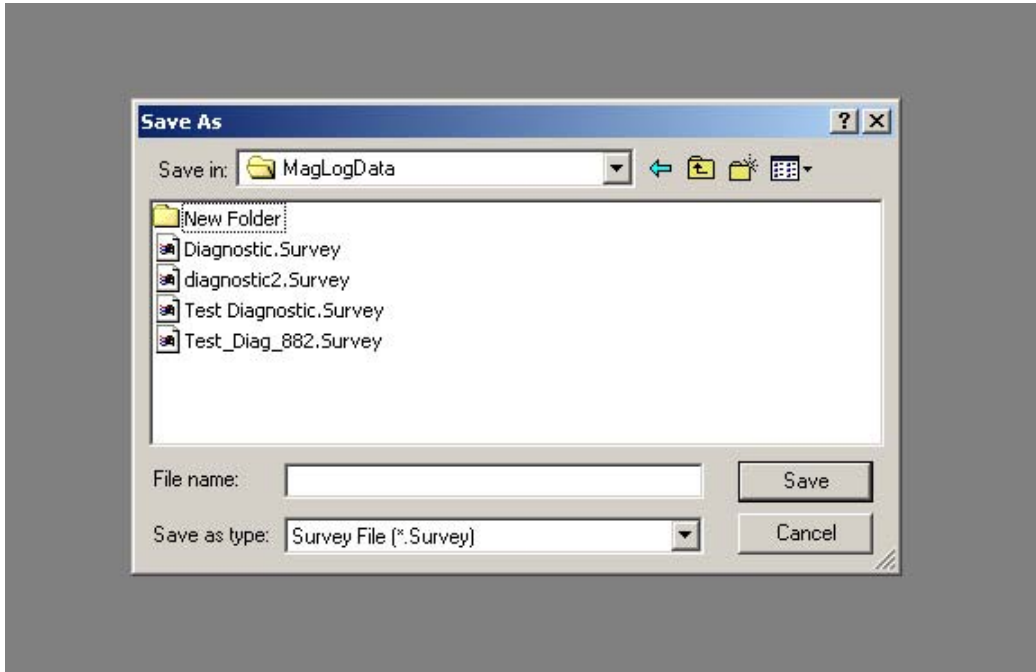 Save As
Save in: MagLogData
New Folder
Diagnostic.Survey
diagnostic2.Survey
Test Diagnostic.Survey
Test_Diag_882.Survey
File name: Save
Save as type: Survey File (*.Survey) Cancel